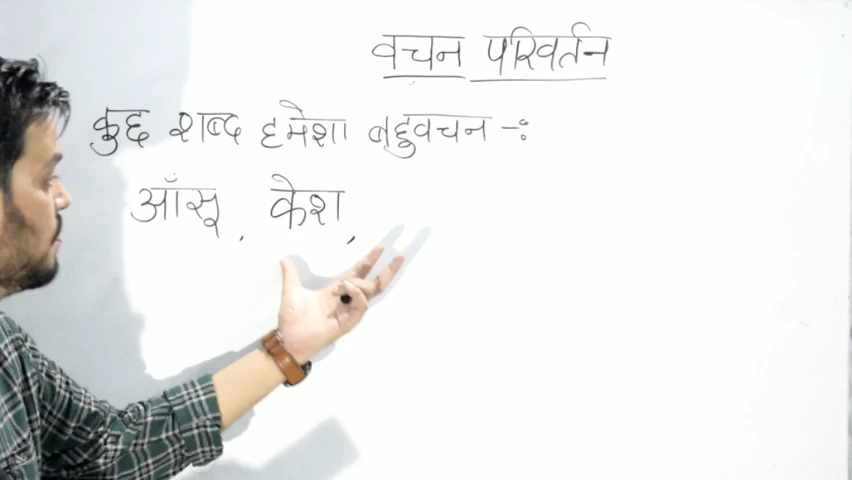 वचन परिवर्तन
कुछ शब्द हमेशा बहुवचन -:
आँसू, केश,